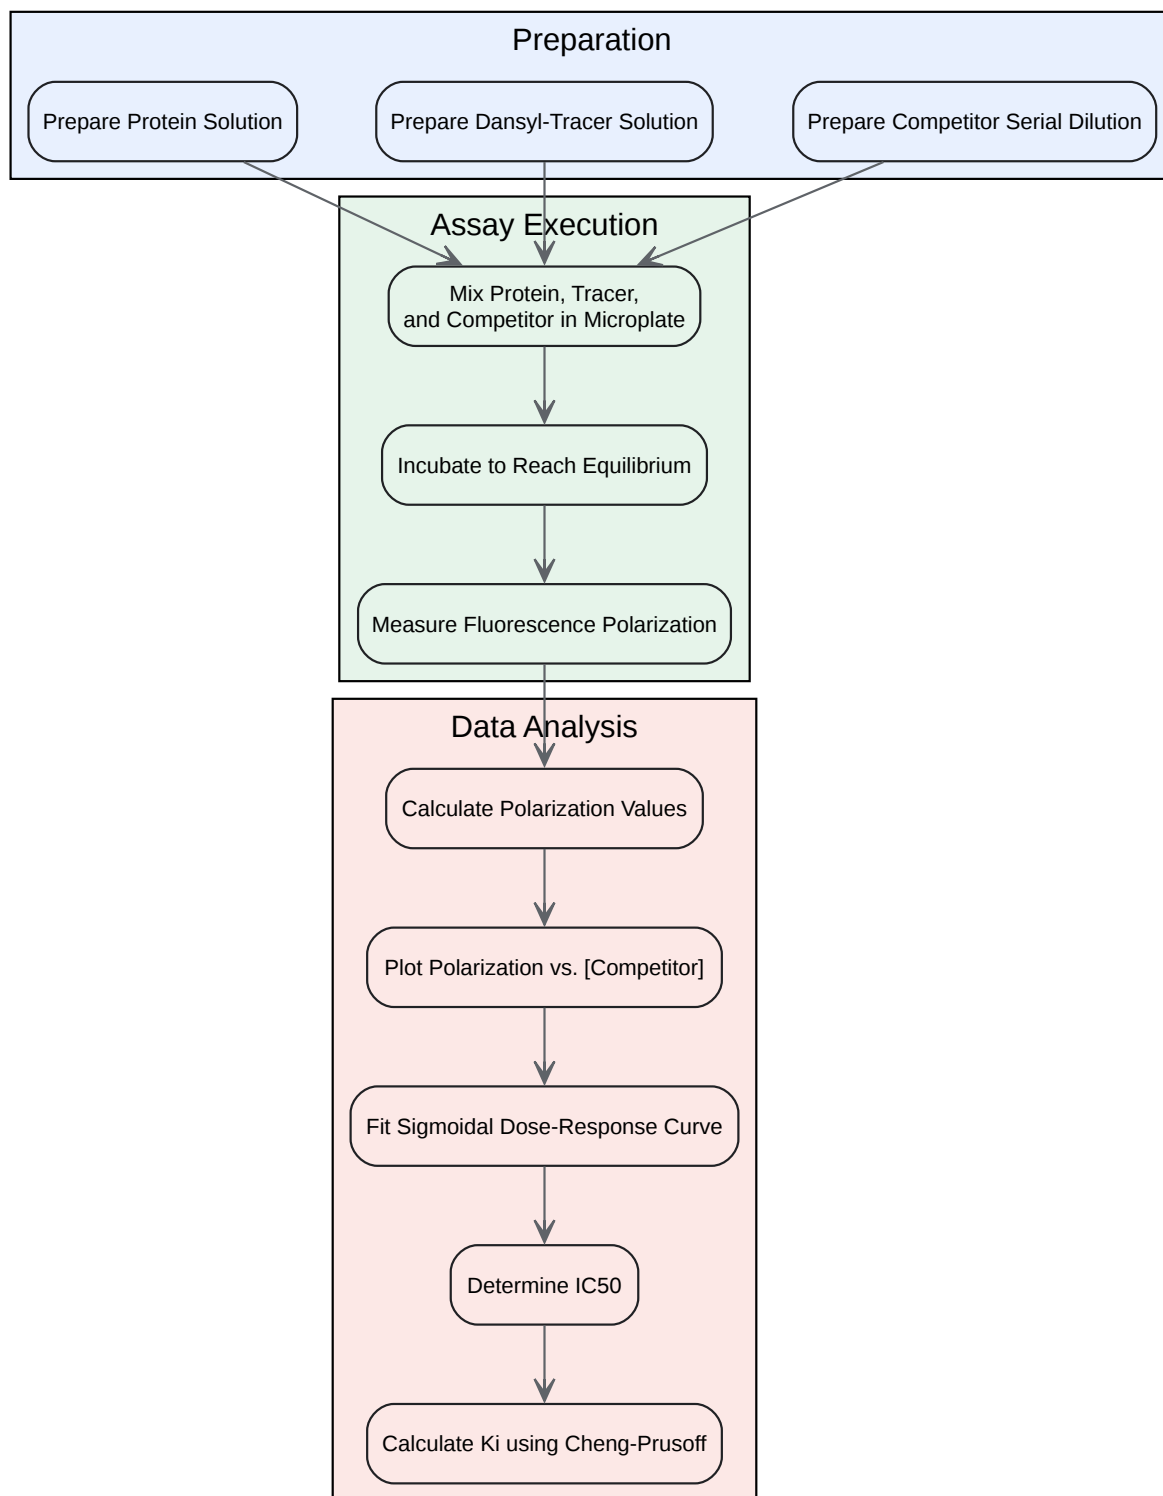 Preparation
Prepare Protein Solution
Prepare Dansyl-Tracer Solution
Prepare Competitor Serial Dilution
Assay Execution
Mix Protein, Tracer,
and Competitor in Microplate
Incubate to Reach Equilibrium
Measure Fluorescence Polarization
Data Analysis
Calculate Polarization Values
Plot Polarization vs. [Competitor]
Fit Sigmoidal Dose-Response Curve
Determine IC50
Calculate Ki using Cheng-Prusoff